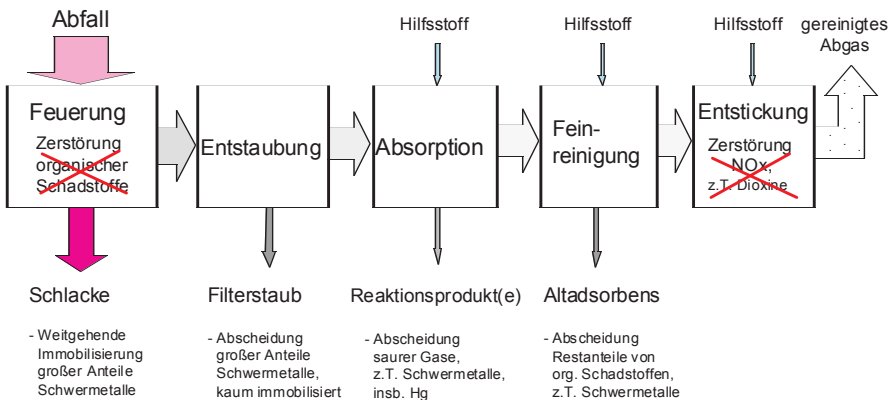 Abfall
Hilfsstoff
Hilfsstoff
Hilfsstoff
gereinigtes
Abgas
Feuerung
Zerstörung
organischer
Schadstoffe
Entstaubung
Absorption
Fein-
reinigung
Entstickung
Zerstörung
NOx,
z.T. Dioxine
Schlacke
- Weitgehende
Immobilisierung
großer Anteile
Schwermetalle
Filterstaub
- Abscheidung
großer Anteile
Schwermetalle,
kaum immobilisiert
Reaktionsprodukt(e)
- Abscheidung
saurer Gase,
z.T. Schwermetalle,
insb. Hg
Altadsorbens
- Abscheidung
Restanteile von
org. Schadstoffen,
z.T. Schwermetalle